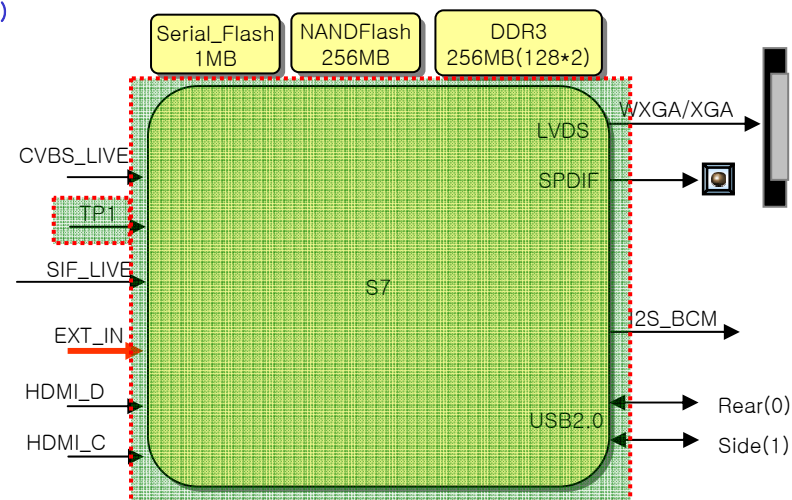 )
Serial_Flash
1MB
NANDFlash
256MB
DDR3
256MB(128*2)
WXGA/XGA
LVDS
CVBS_LIVE
SPDIF
TP1
SIF_LIVE
S7
2S_BCM
EXT_IN
HDMI_D
Rear(0)
USB2.0
HDMI_C
Side(1)